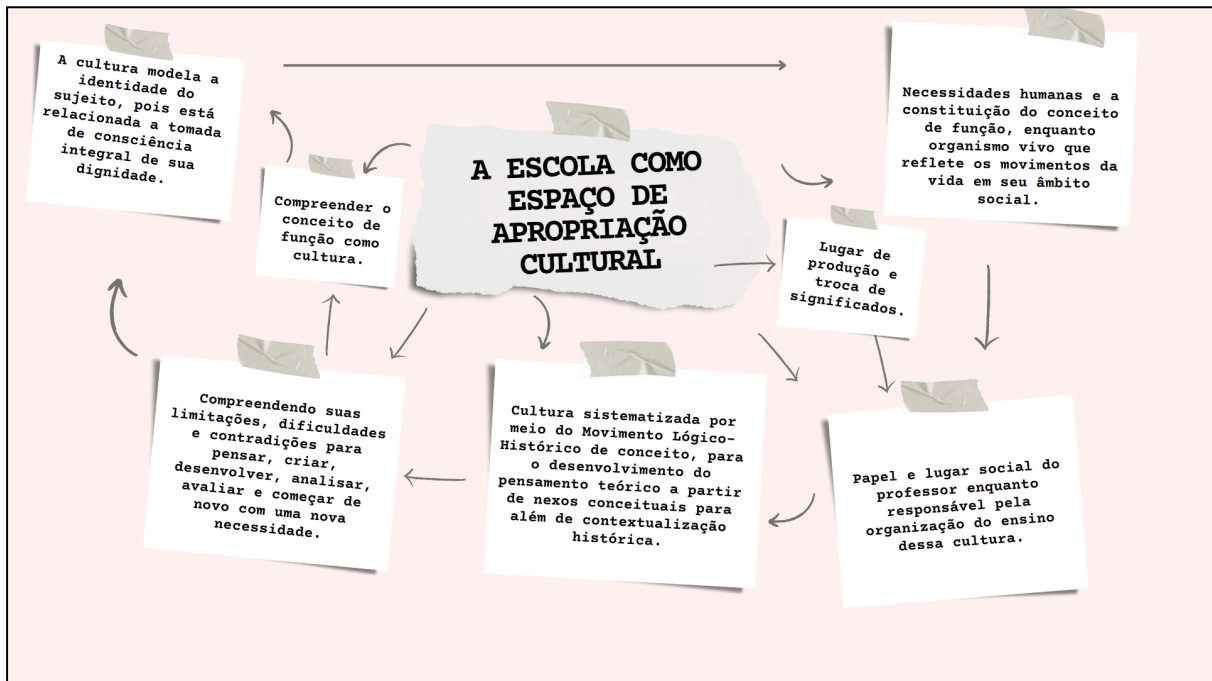 A cultura modela a
identidade do
sujeito, pois está
relacionada a tomada
de consciência
integral de sua
dignidade.
Compreender o
conceito de
função como
cultura.
A ESCOLA COMO
ESPAÇO DE
APROPRIAÇÃO
CULTURAL
Necessidades humanas e a
constituição do conceito
de função, enquanto
organismo vivo que
reflete os movimentos da
vida em seu âmbito
social.
Lugar de
produção e
troca de
significados.
Compreendendo suas
limitações, dificuldades
e contradições para
pensar, criar,
desenvolver, analisar,
avaliar e começar de
novo com uma nova
necessidade.
Cultura sistematizada por
meio do Movimento Lógico-
Histórico de conceito, para
o desenvolvimento do
pensamento teórico a partir
de nexos conceituais para
além de contextualização
histórica.
Papel e lugar social do
professor enquanto
responsável pela
organização do ensino
dessa cultura.